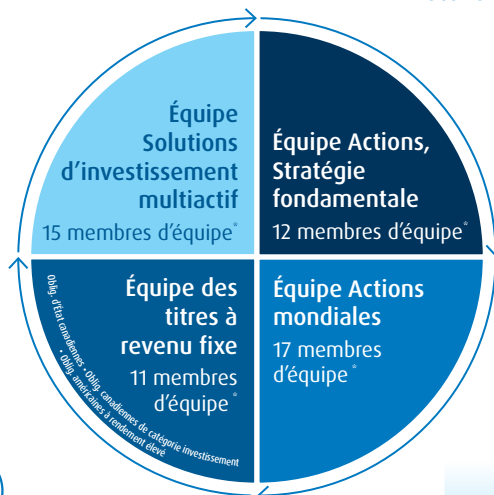 Équipe
Solutions
d'investissement
multiactif
15 membres d'équipe*
Équipe Actions,
Stratégie
fondamentale
12 membres d'équipe*
Équipe des
titres à
revenu fixe
11 membres
d'équipe*
Oblig. d'État canadiennes • Oblig. canadiennes de catégorie investissement
• Oblig. américaines à rendement élevé
Équipe Actions
mondiales
17 membres
d'équipe*